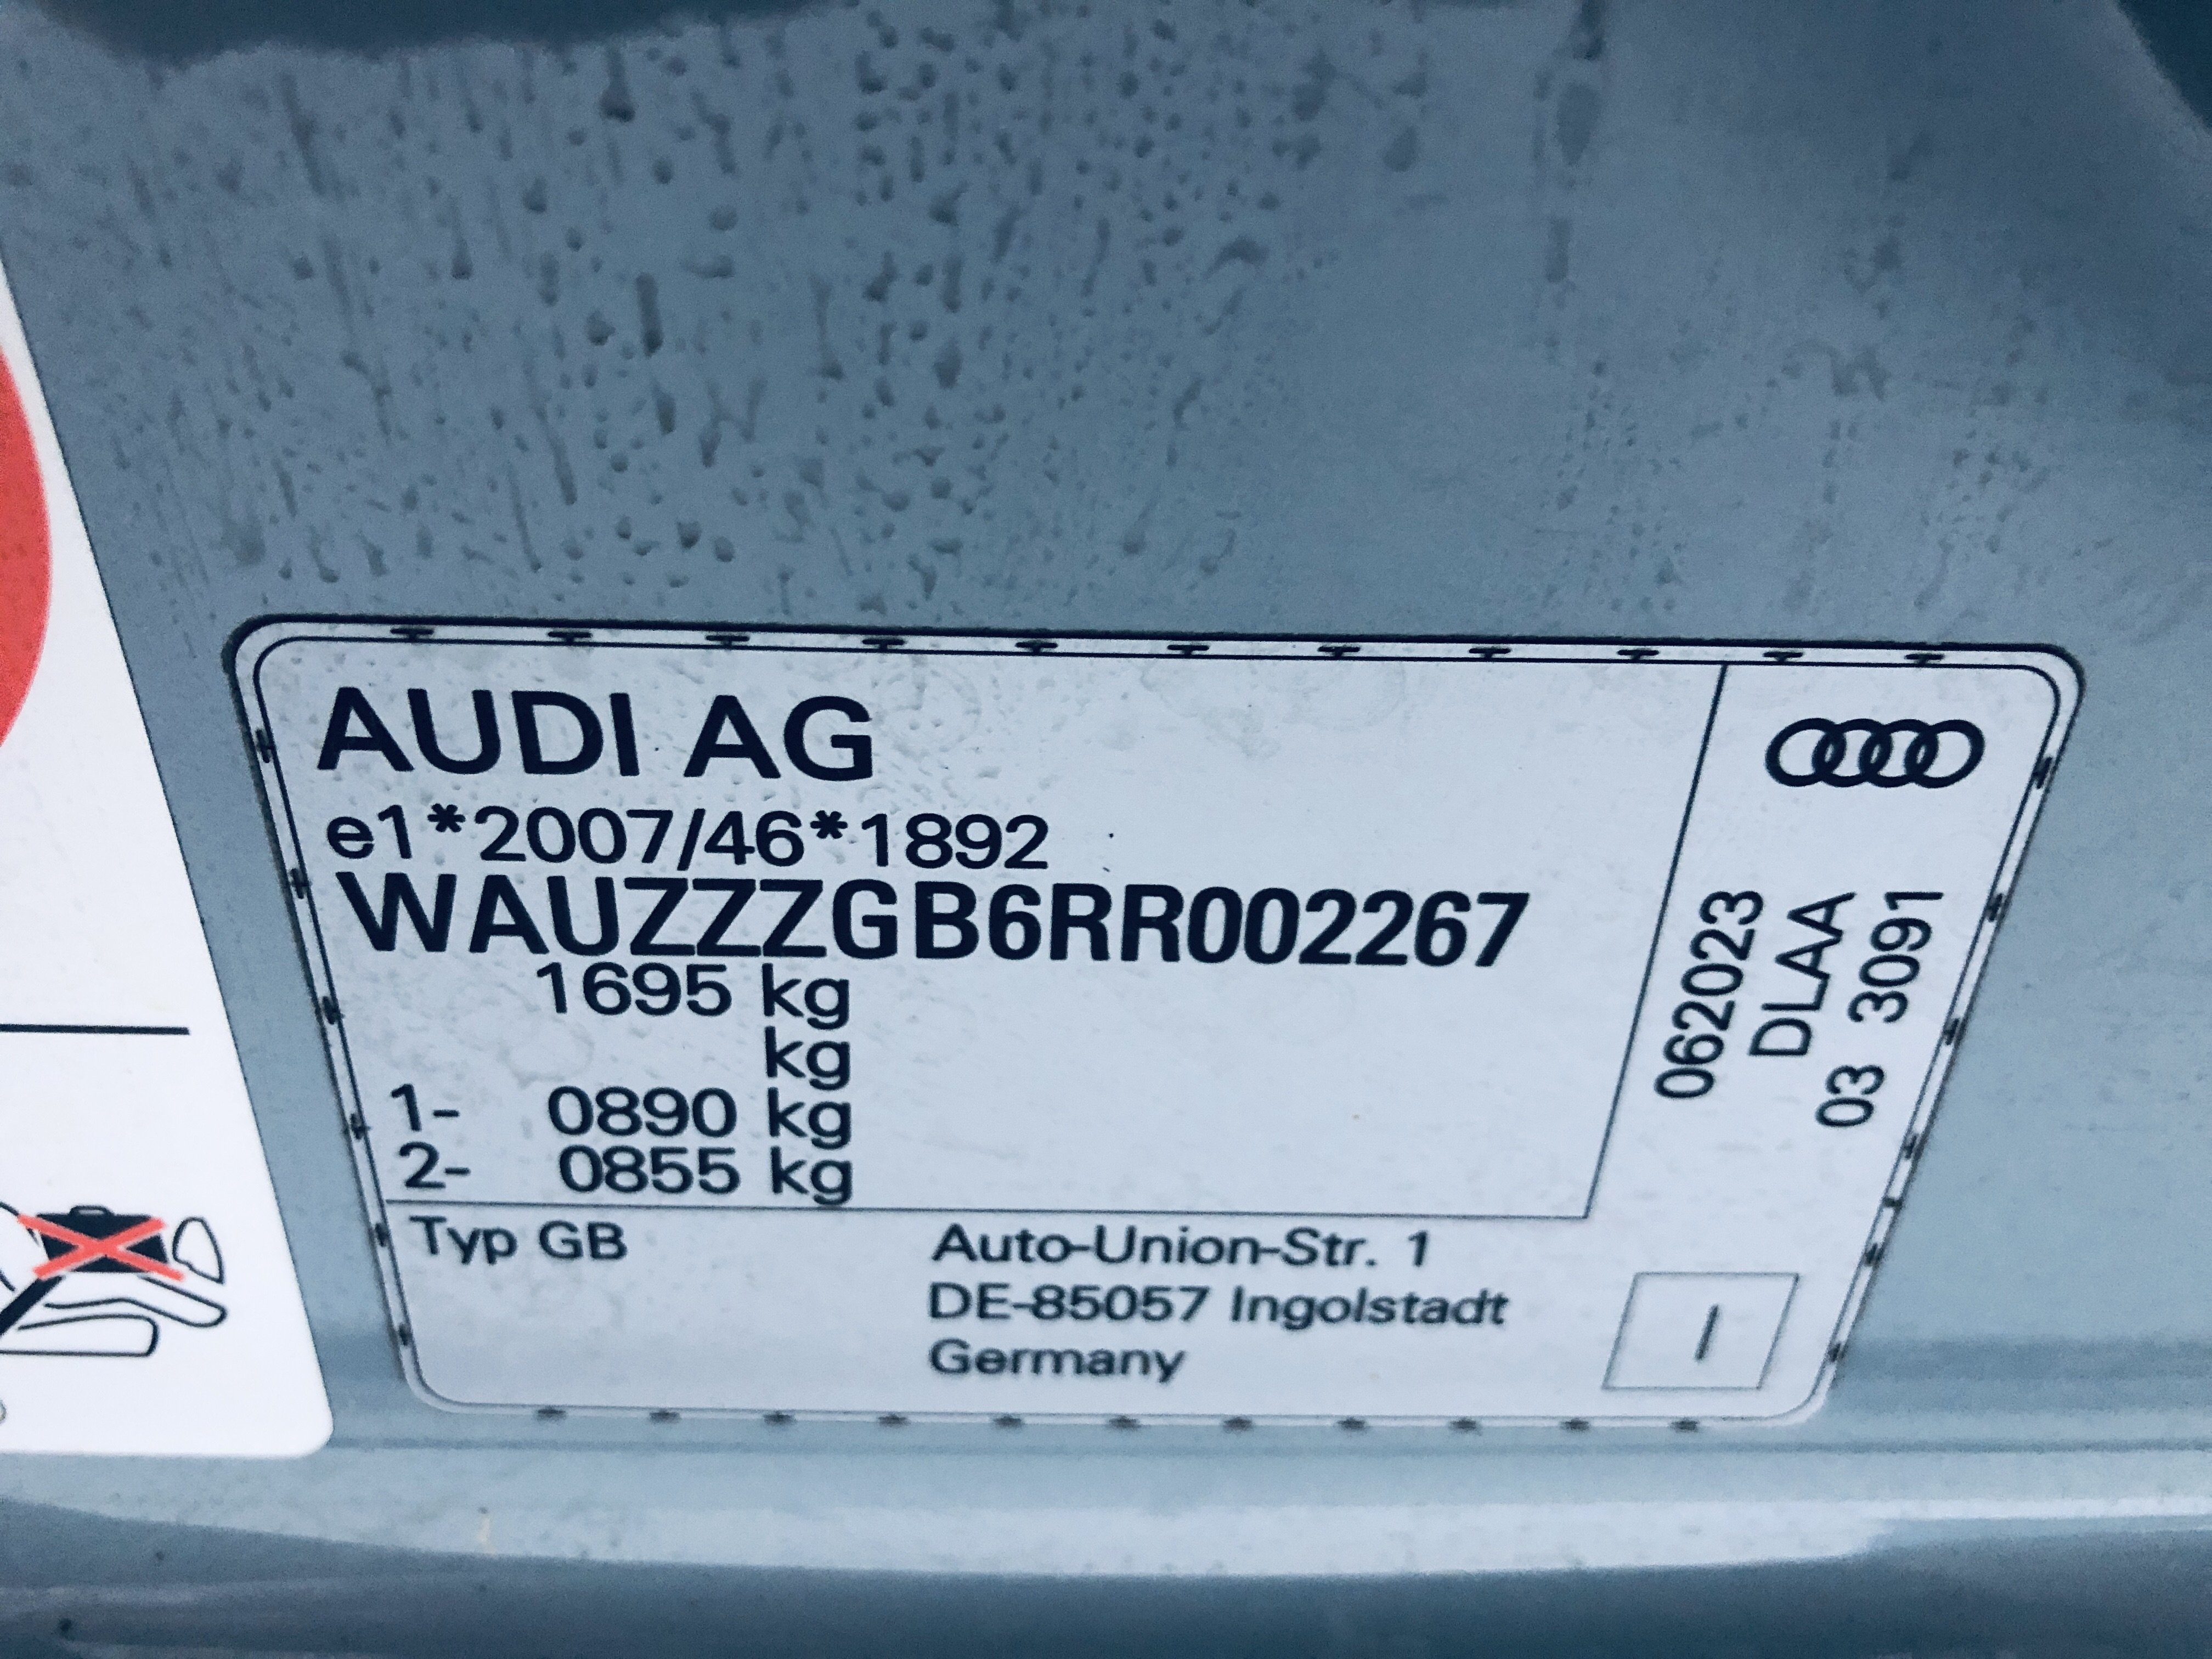 AUDI AG
e1*2007/46*1892
WAUZZZGB6RR002267
1695 kg
kg
1- 0890 kg
2- 0855 kg
Typ GB
Auto-Union-Str. 1
DE-85057 Ingolstadt
Germany
062023
DLAA
03 3091
I